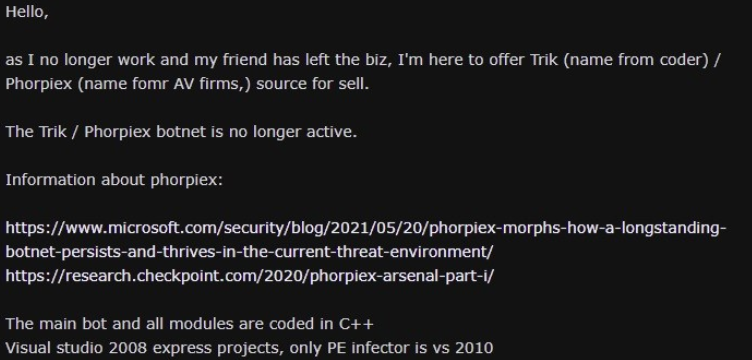 Hello,
as I no longer work and my friend has left the biz, I'm here to offer Trik (name from coder) /
Phorpiex (name fomr AV firms,) source for sell.
The Trik / Phorpiex botnet is no longer active.
Information about phorpiex:
https://www.microsoft.com/security/blog/2021/05/20/phorpiex-morphs-how-a-longstanding-
botnet-persists-and-thrives-in-the-current-threat-environment/
https://research.checkpoint.com/2020/phorpiex-arsenal-part-i/
The main bot and all modules are coded in C++
Visual studio 2008 express projects, only PE infector is vs 2010